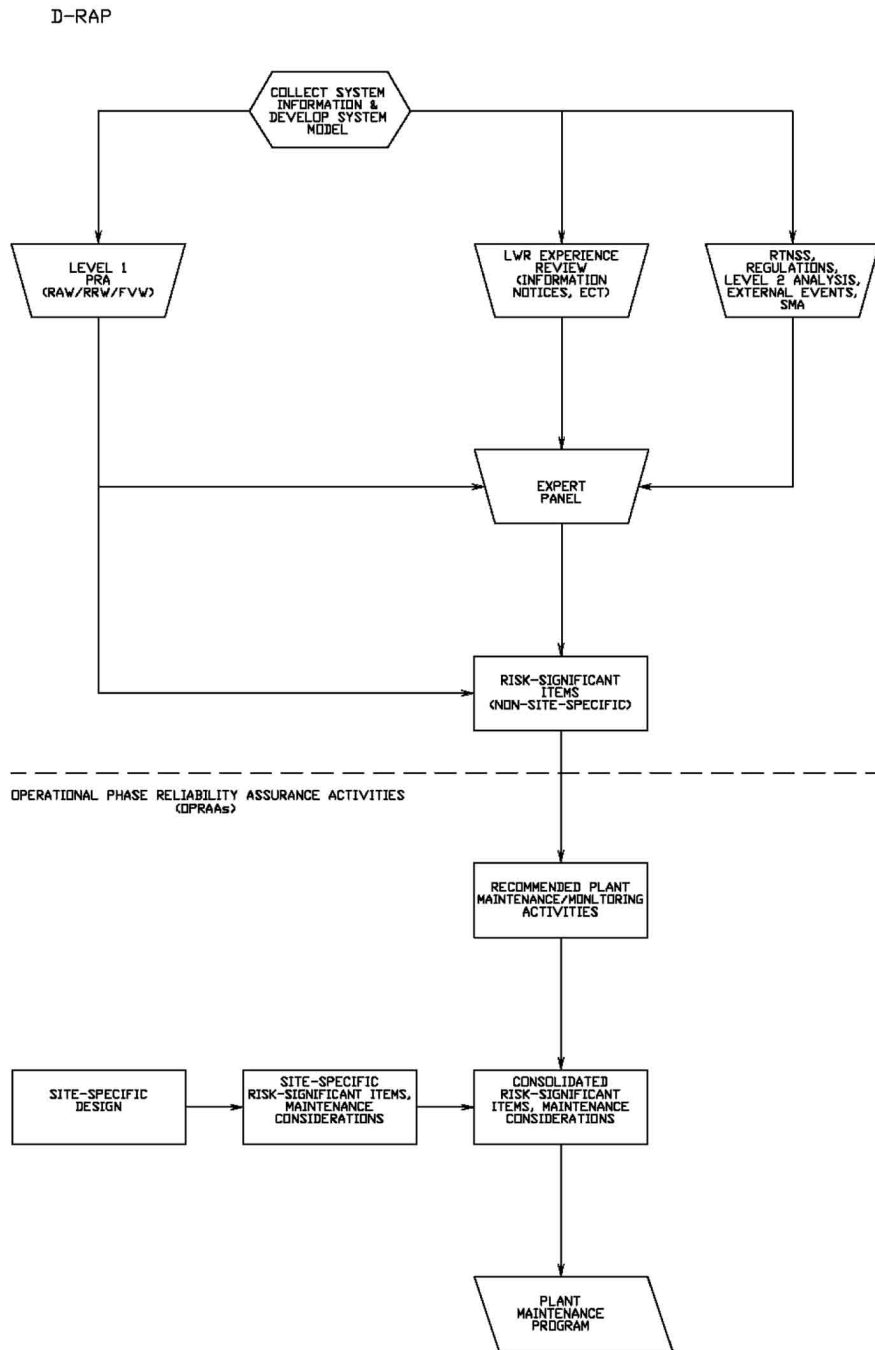 D-RAP
COLLECT SYSTEM
INFORMATION &
DEVELOP SYSTEM
MODEL
LEVEL 1
PRA
(RAW/RRW/FVW)
LWR EXPERIENCE
REVIEW
(INFORMATION
NOTICES, ECT)
RTNSS,
REGULATIONS,
LEVEL 2 ANALYSIS,
EXTERNAL EVENTS,
SMA
EXPERT
PANEL
RISK-SIGNIFICANT
ITEMS
(NON-SITE-SPECIFIC)
OPERATIONAL PHASE RELIABILITY ASSURANCE ACTIVITIES
(OPRAAs)
RECOMMENDED PLANT
MAINTENANCE/MONLTORING
ACTIVITIES
SITE-SPECIFIC
DESIGN
SITE-SPECIFIC
RISK-SIGNIFICANT ITEMS,
MAINTENANCE
CONSIDERATIONS
CONSOLIDATED
RISK-SIGNIFICANT
ITEMS, MAINTENANCE
CONSIDERATIONS
PLANT
MAINTENANCE
PROGRAM